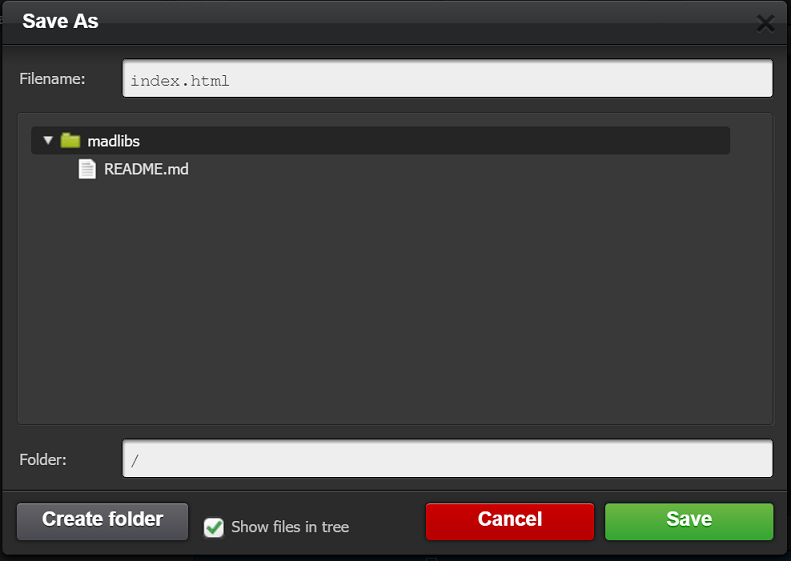 Save As
Filename:
index.html
madlibs
README.md
Folder:
/
Create folder
Show files in tree
Cancel
Save